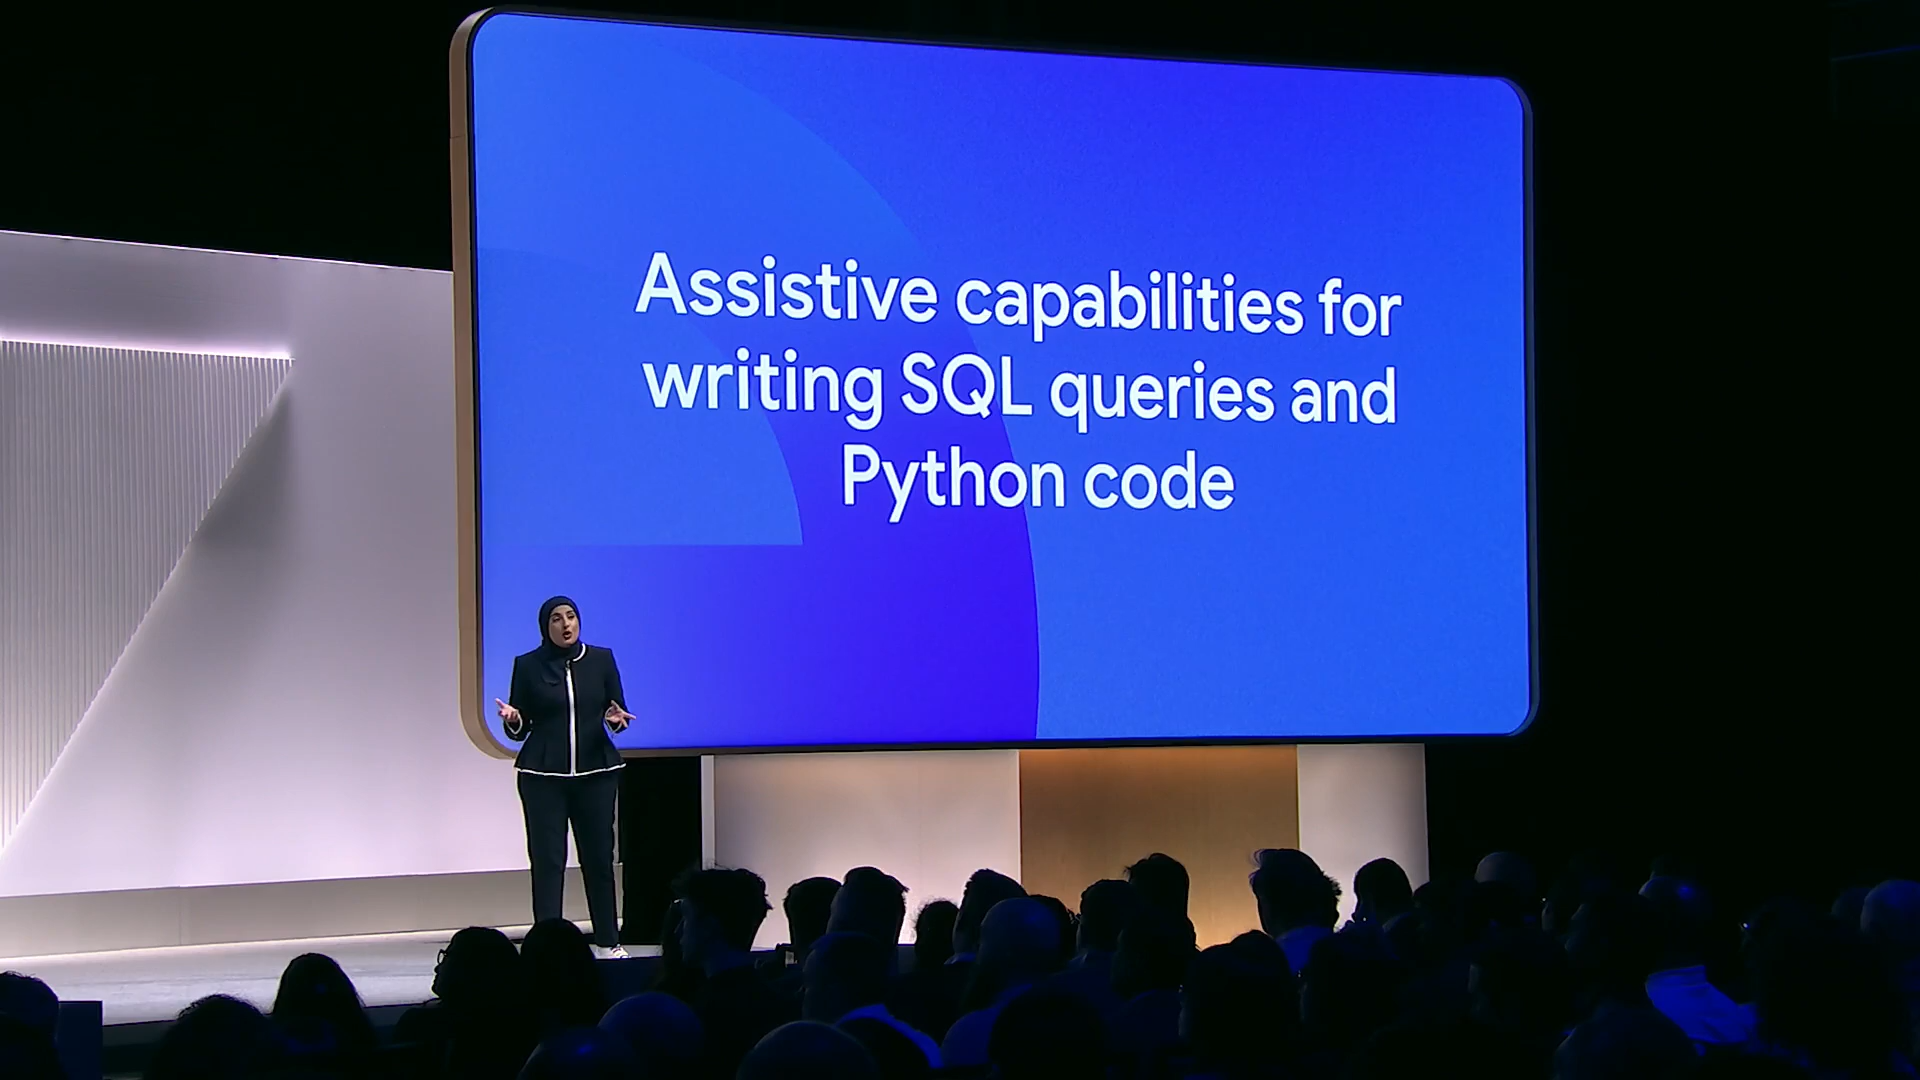 Assistive capabilities for
writing SQL queries and
Python code